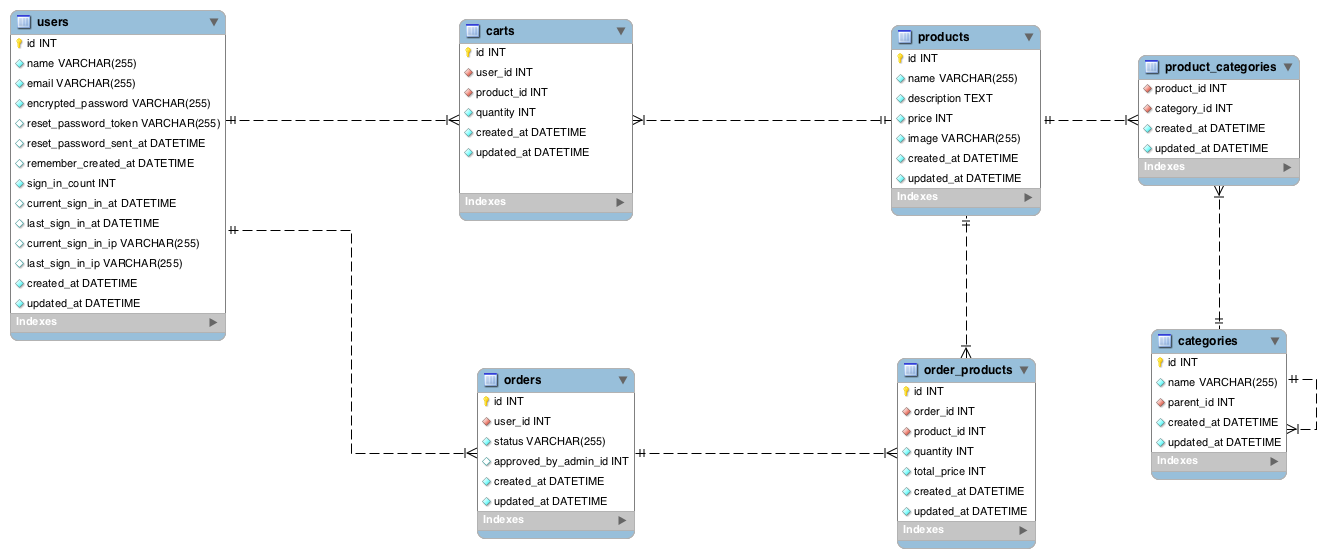 users
id INT
name VARCHAR(255)
email VARCHAR(255)
encrypted_password VARCHAR(255)
reset_password_token VARCHAR(255)
reset_password_sent_at DATETIME
remember_created_at DATETIME
sign_in_count INT
current_sign_in_at DATETIME
last_sign_in_at DATETIME
current_sign_in_ip VARCHAR(255)
last_sign_in_ip VARCHAR(255)
created_at DATETIME
updated_at DATETIME
Indexes
carts
id INT
user_id INT
product_id INT
quantity INT
created_at DATETIME
updated_at DATETIME
Indexes
products
id INT
name VARCHAR(255)
description TEXT
price INT
image VARCHAR(255)
created_at DATETIME
updated_at DATETIME
Indexes
product_categories
product_id INT
category_id INT
created_at DATETIME
updated_at DATETIME
Indexes
orders
id INT
user_id INT
status VARCHAR(255)
approved_by_admin_id INT
created_at DATETIME
updated_at DATETIME
Indexes
order_products
id INT
order_id INT
product_id INT
quantity INT
total_price INT
created_at DATETIME
updated_at DATETIME
Indexes
categories
id INT
name VARCHAR(255)
parent_id INT
created_at DATETIME
updated_at DATETIME
Indexes